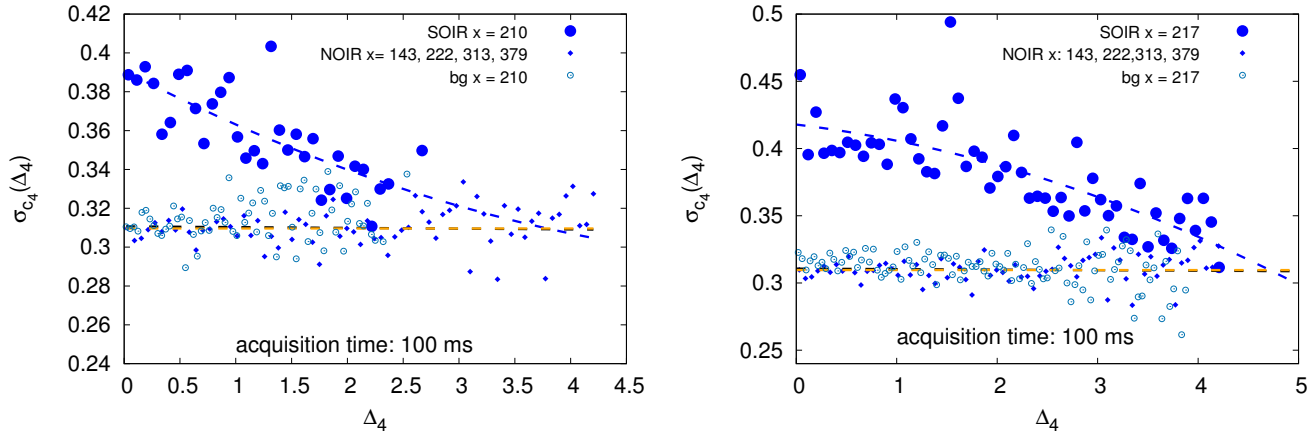 0.42
0.4
0.38
0.36
0.34
0.32
0.3
0.28
0.26
0.24
σc4(Δ4)
SOIR x = 210
NOIR x= 143, 222, 313, 379
bg x = 210
acquisition time: 100 ms
0 0.5 1 1.5 2 2.5 3 3.5 4 4.5
Δ4
0.5
0.45
0.4
0.35
0.3
0.25
σc4(Δ4)
SOIR x = 217
NOIR x: 143, 222,313, 379
bg x = 217
acquisition time: 100 ms
0 1 2 3 4 5
Δ4